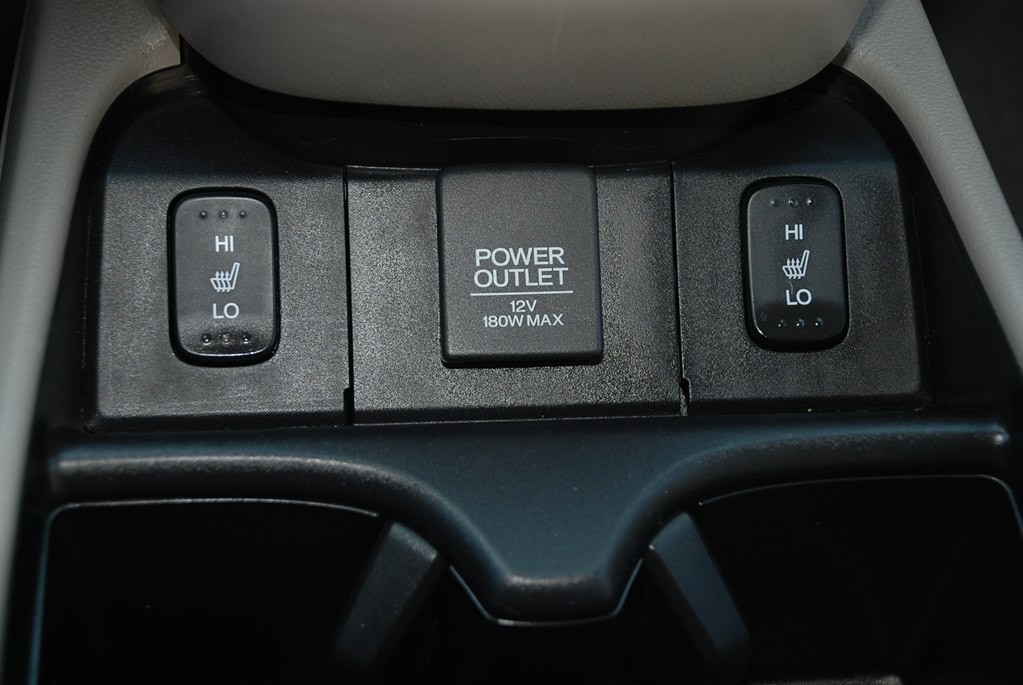 HI
LO
POWER
OUTLET
12V
180W MAX
HI
LO